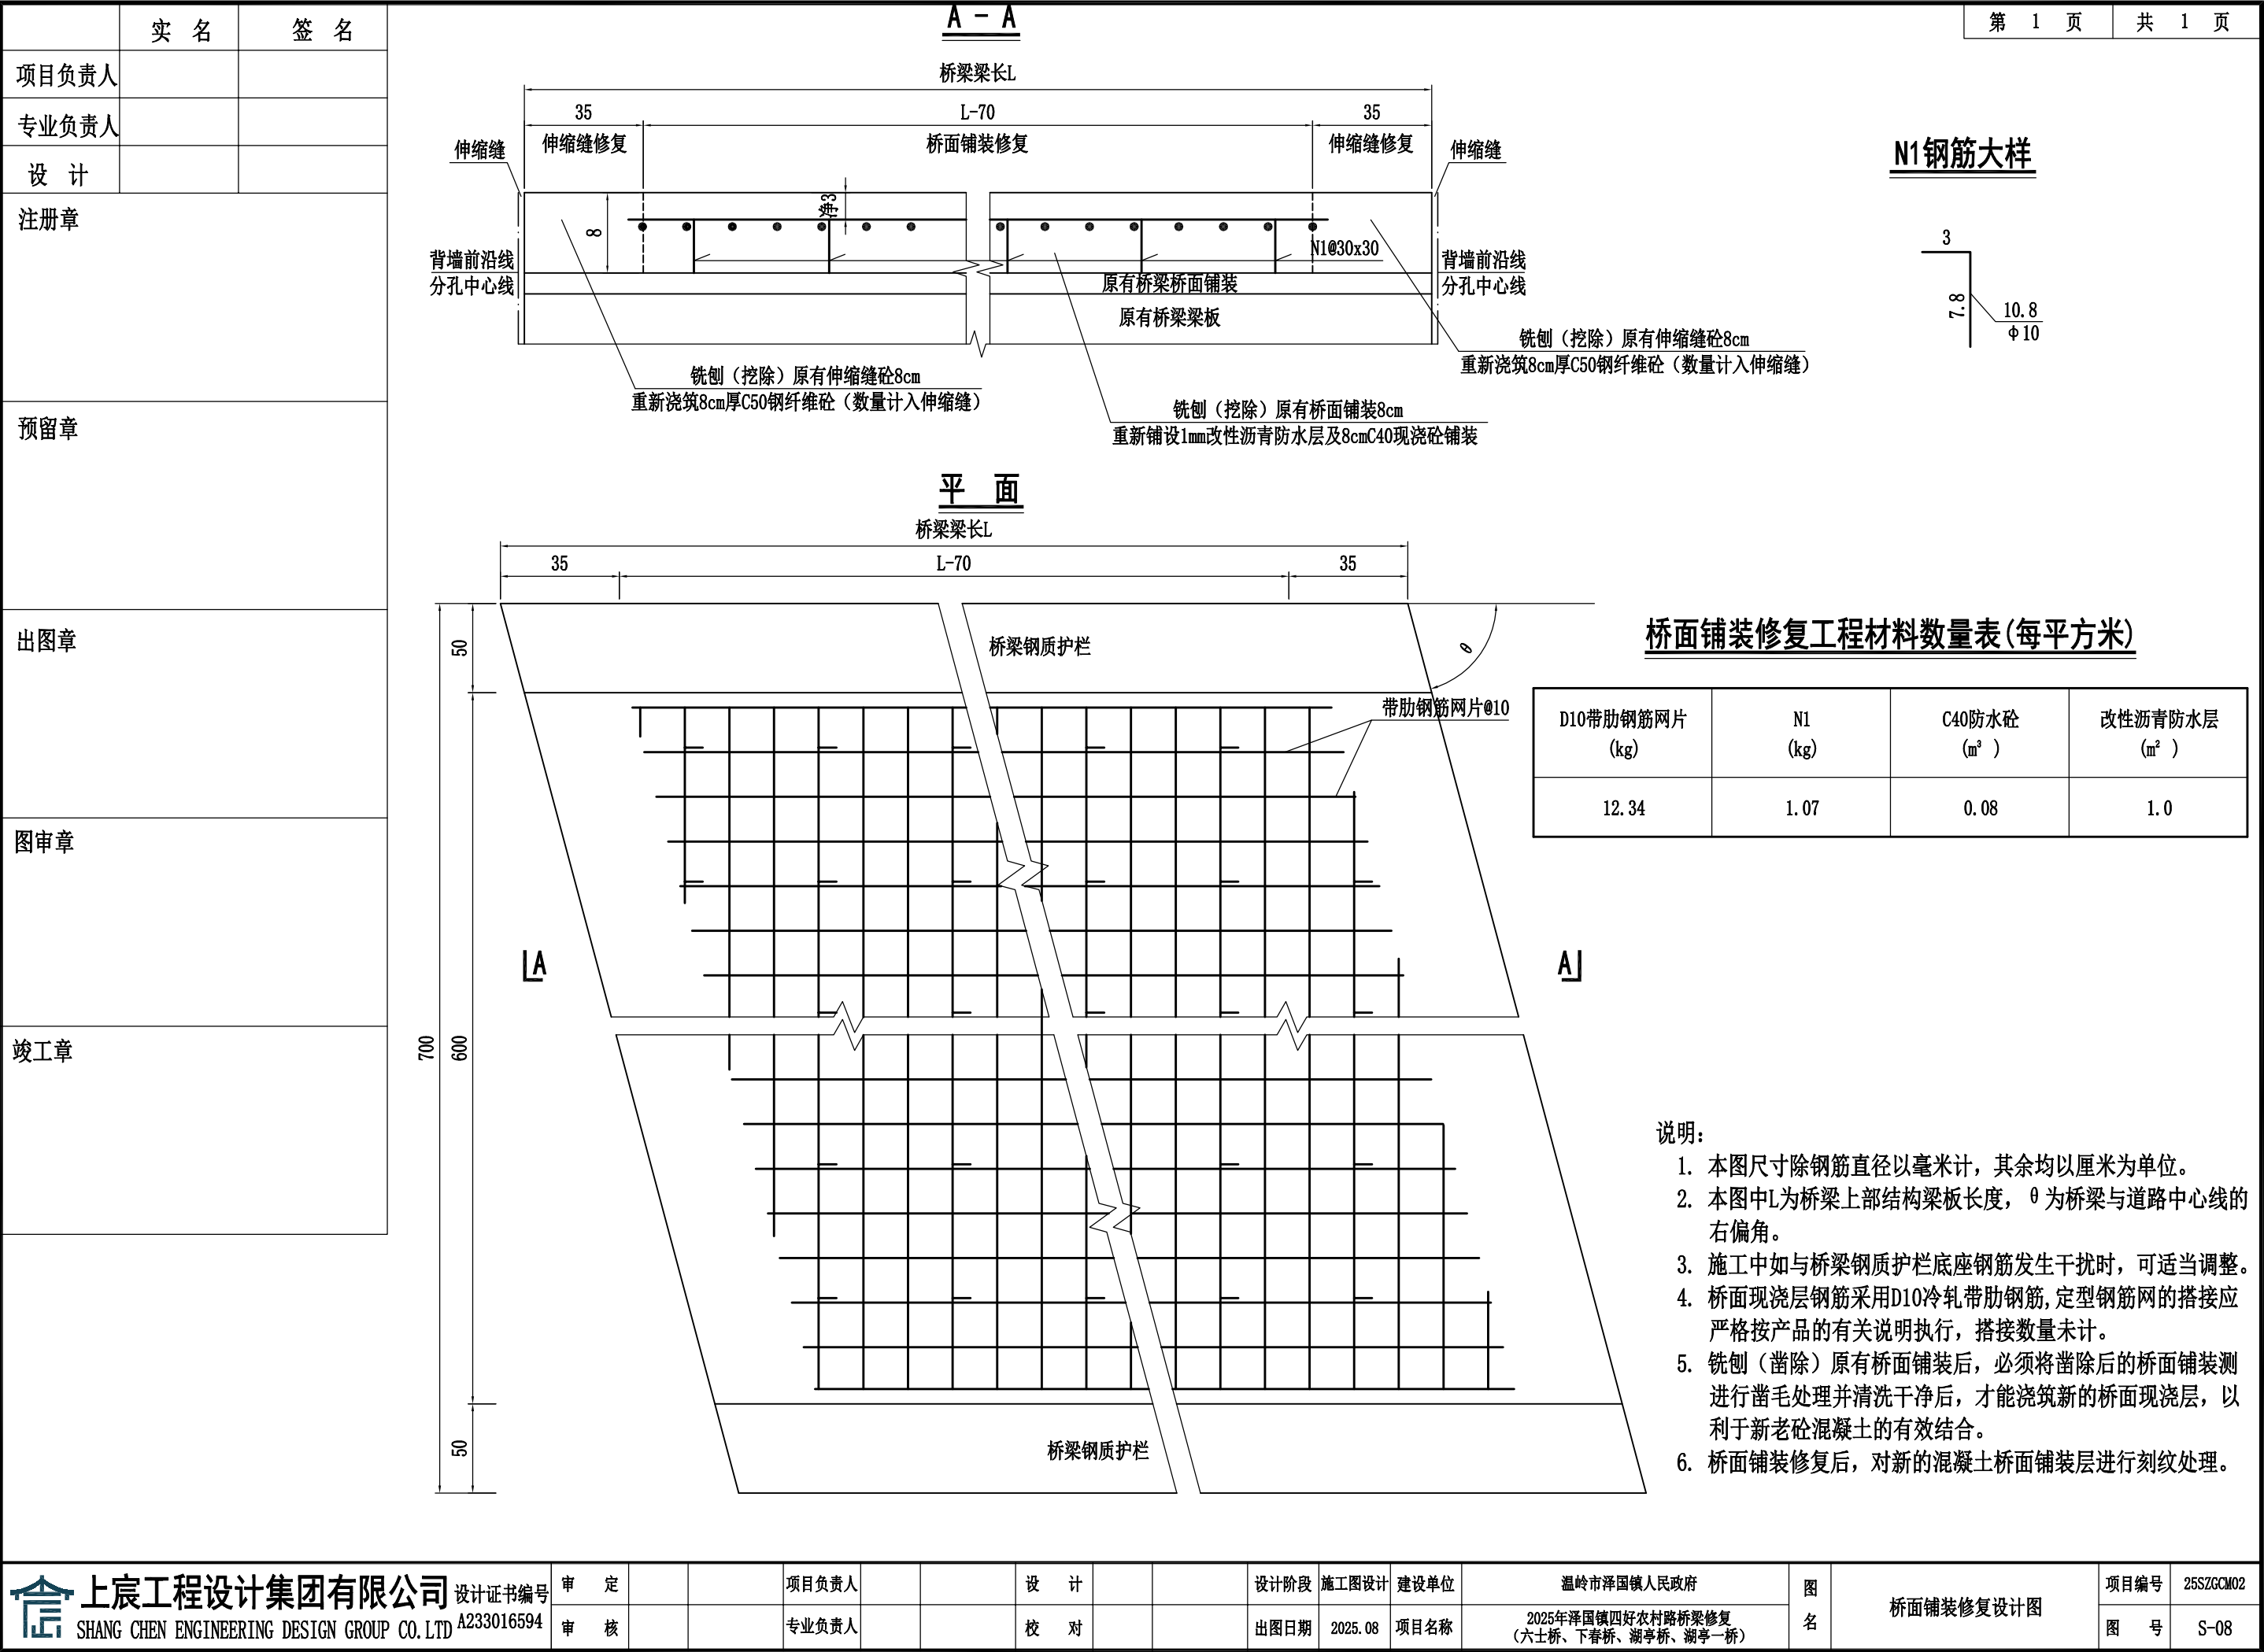 实 名 签 名
项目负责人
专业负责人
设 计
注册章
预留章
出图章
图审章
竣工章
第 1 页 共 1 页
A - A
桥梁梁长L
35 L-70 35
伸缩缝 伸缩缝修复 桥面铺装修复 伸缩缝修复 伸缩缝
净3
8
N1@30x30
背墙前沿线
分孔中心线
背墙前沿线
分孔中心线
原有桥梁桥面铺装
原有桥梁梁板
铣刨（挖除）原有伸缩缝砼8cm
重新浇筑8cm厚C50钢纤维砼（数量计入伸缩缝）
铣刨（挖除）原有伸缩缝砼8cm
重新浇筑8cm厚C50钢纤维砼（数量计入伸缩缝）
铣刨（挖除）原有桥面铺装8cm
重新铺设1mm改性沥青防水层及8cmC40现浇砼铺装
N1钢筋大样
3
7.8
10.8
ф10
平 面
桥梁梁长L
35 L-70 35
50
桥梁钢质护栏
θ
带肋钢筋网片@10
A A
700 600
50
桥梁钢质护栏
桥面铺装修复工程材料数量表(每平方米)
D10带肋钢筋网片 N1 C40防水砼 改性沥青防水层
(kg) (kg) (m³ ) (m² )
12.34 1.07 0.08 1.0
说明:
1. 本图尺寸除钢筋直径以毫米计，其余均以厘米为单位。
2. 本图中L为桥梁上部结构梁板长度，θ为桥梁与道路中心线的
右偏角。
3. 施工中如与桥梁钢质护栏底座钢筋发生干扰时，可适当调整。
4. 桥面现浇层钢筋采用D10冷轧带肋钢筋,定型钢筋网的搭接应
严格按产品的有关说明执行，搭接数量未计。
5. 铣刨（凿除）原有桥面铺装后，必须将凿除后的桥面铺装测
进行凿毛处理并清洗干净后，才能浇筑新的桥面现浇层，以
利于新老砼混凝土的有效结合。
6. 桥面铺装修复后，对新的混凝土桥面铺装层进行刻纹处理。
上宸工程设计集团有限公司
SHANG CHEN ENGINEERING DESIGN GROUP CO.LTD
设计证书编号
A233016594
审 定 项目负责人 设 计 设计阶段 施工图设计 建设单位 温岭市泽国镇人民政府
审 核 专业负责人 校 对 出图日期 2025.08 项目名称 2025年泽国镇四好农村路桥梁修复
（六士桥、下春桥、湖亭桥、湖亭一桥）
图名 桥面铺装修复设计图
项目编号 25SZGCM02
图 号 S-08